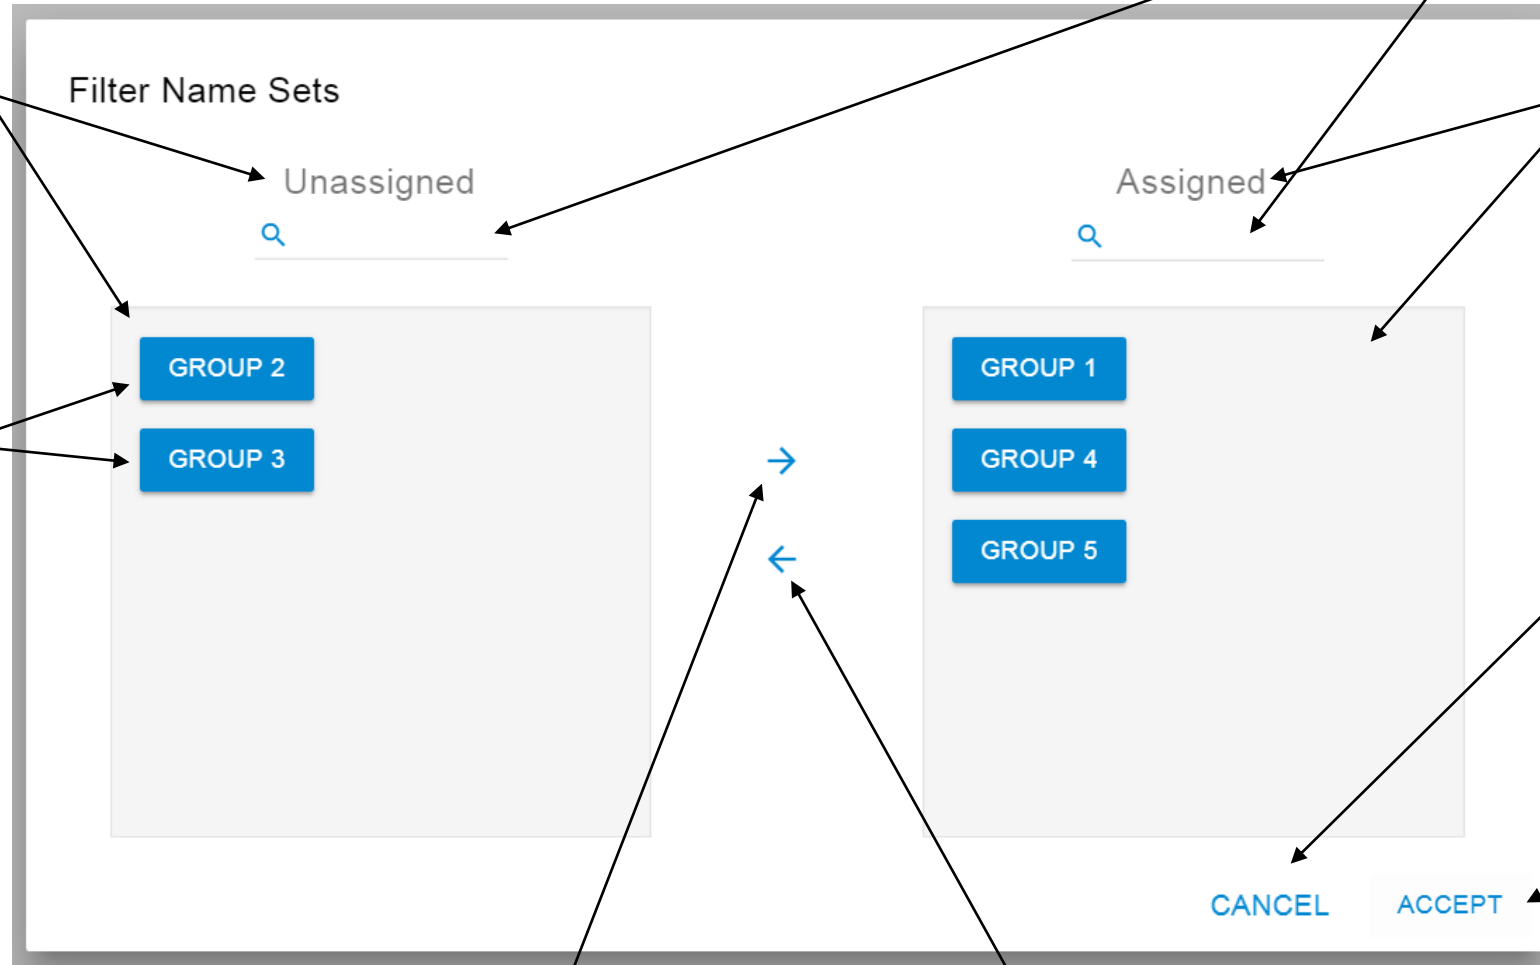 Filter Name Sets
Unassigned
Assigned
GROUP 2
GROUP 3
GROUP 1
GROUP 4
GROUP 5
CANCEL
ACCEPT